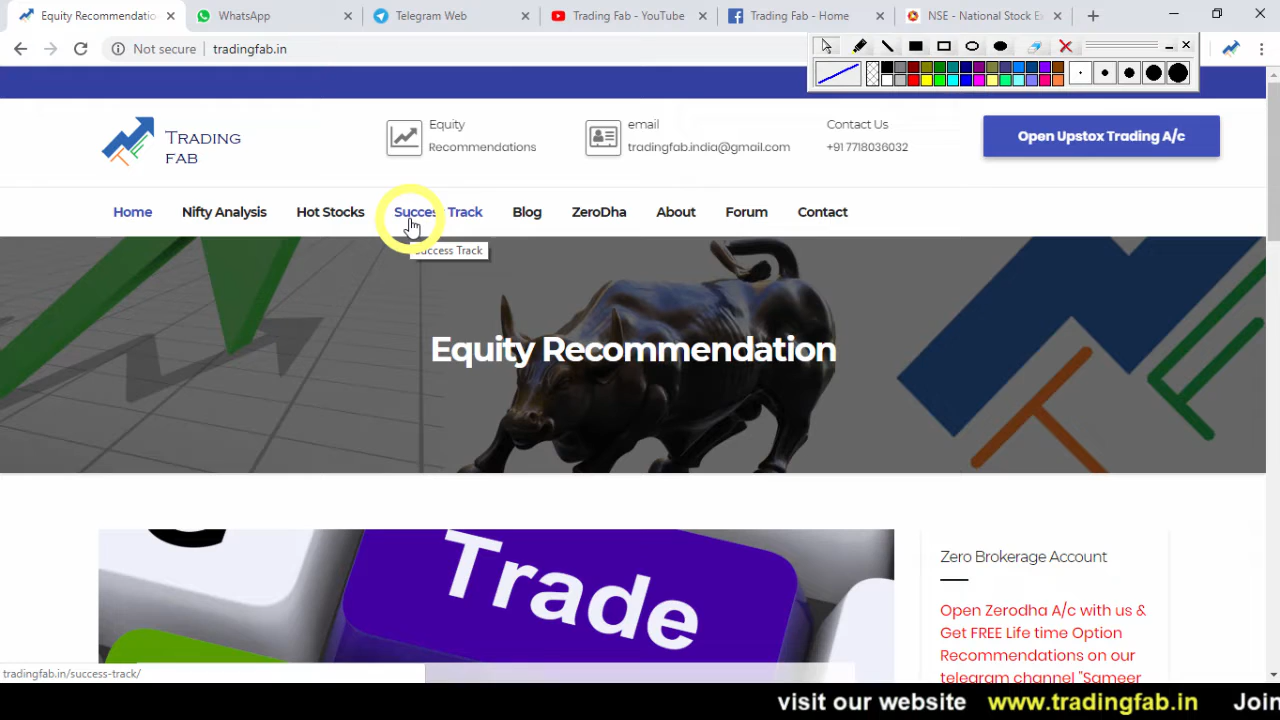 Equity Recommendatio
WhatsApp
Telegram Web
Trading Fab - YouTube
Trading Fab - Home
NSE - National Stock Ex
Not secure
tradingfab.in
TRADING
FAB
Equity
Recommendations
email
tradingfab.india@gmail.com
Contact Us
+91 7718036032
Open Upstox Trading A/c
Home
Nifty Analysis
Hot Stocks
Success Track
Blog
ZeroDha
About
Forum
Contact
Success Track
Equity Recommendation
Trade
Zero Brokerage Account
Open Zerodha A/c with us &
Get FREE Life time Option
Recommendations on our
telegram channel "Sameer
tradingfab.in/success-track/
visit our website www.tradingfab.in Join